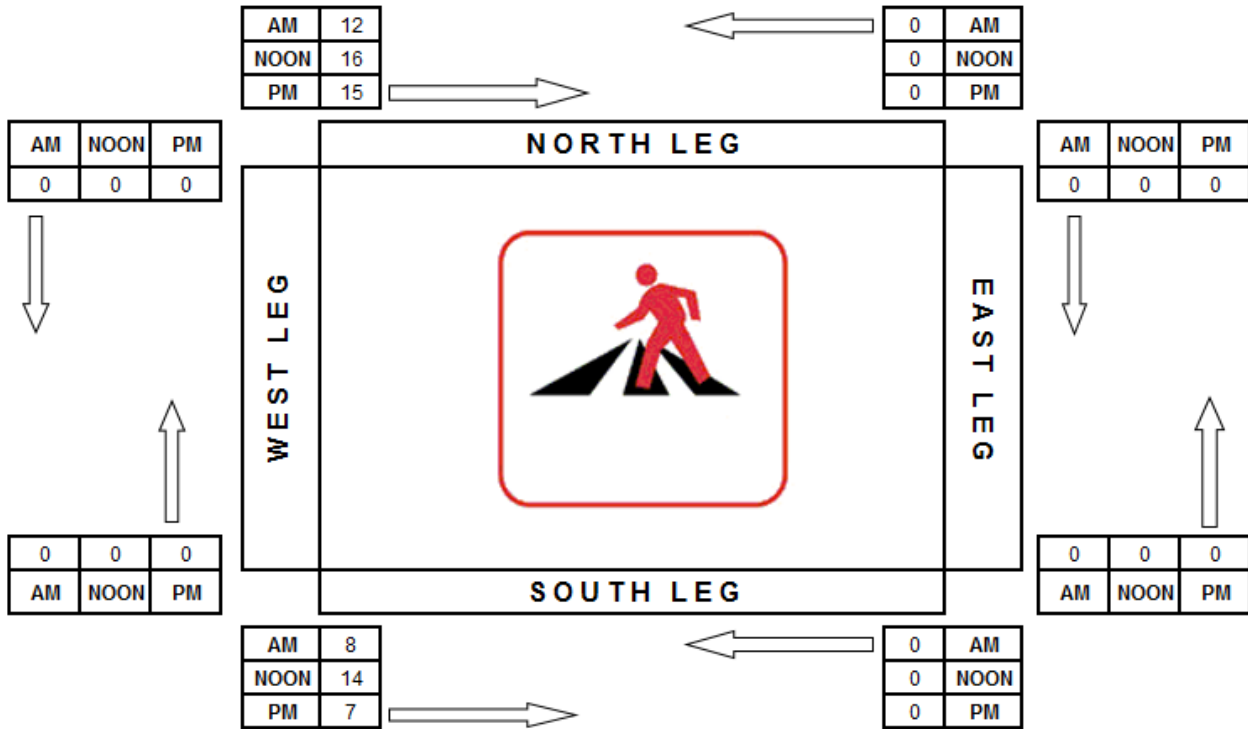 AM 12
NOON 16
PM 15
0 AM
0 NOON
0 PM
AM NOON PM
0 0 0
NORTH LEG
AM NOON PM
0 0 0
WEST LEG
EAST LEG
0 0 0
AM NOON PM
SOUTH LEG
0 0 0
AM NOON PM
AM 8
NOON 14
PM 7
0 AM
0 NOON
0 PM